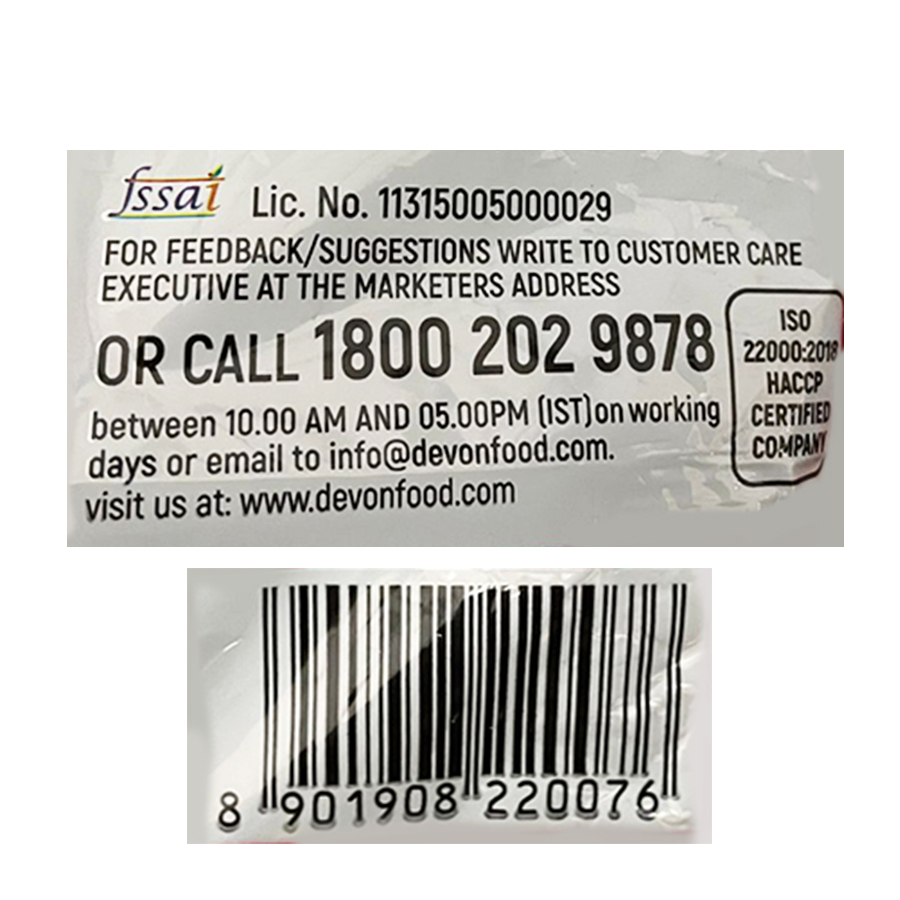 fssai Lic. No. 11315005000029
FOR FEEDBACK/SUGGESTIONS WRITE TO CUSTOMER CARE
EXECUTIVE AT THE MARKETERS ADDRESS
OR CALL 1800 202 9878
between 10.00 AM AND 05.00PM (IST)on working
days or email to info@devonfood.com.
visit us at: www.devonfood.com
ISO
22000:2018
HACCP
CERTIFIED
COMPANY
8 901908 220076